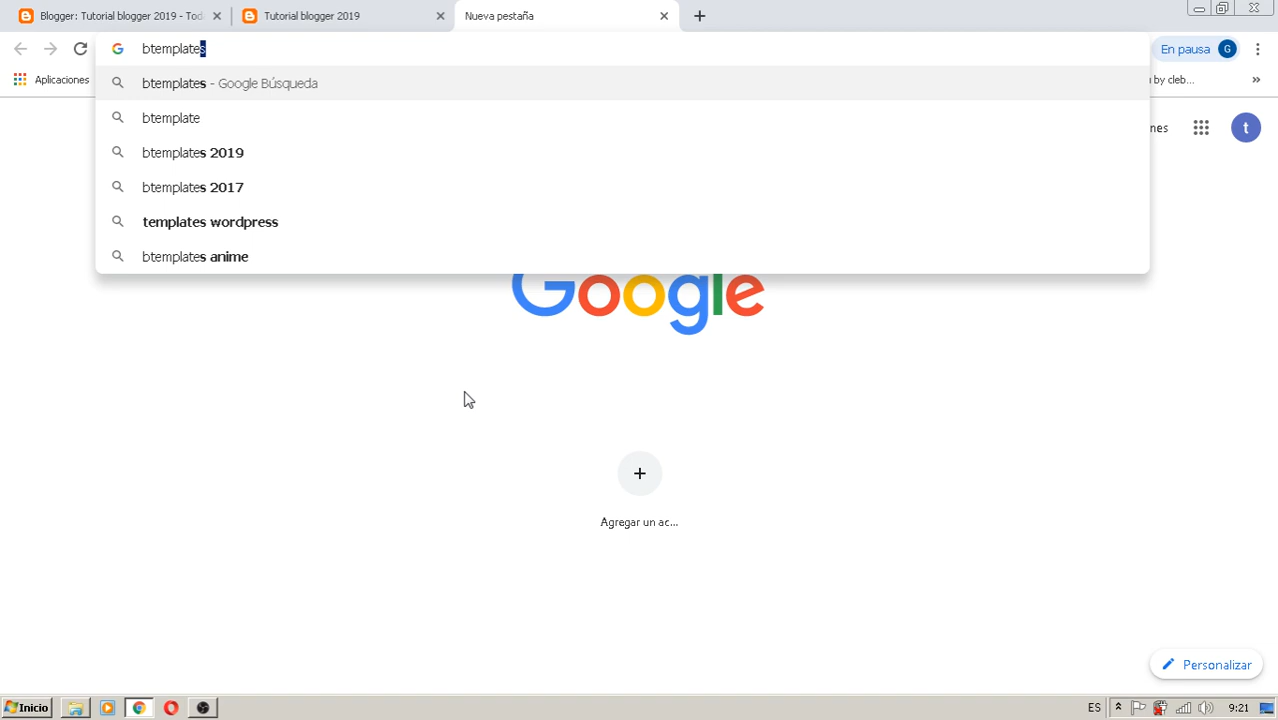 Blogger: Tutorial blogger 2019 - Tod
Tutorial blogger 2019
Nueva pestaña
btemplates
En pausa G
Aplicaciones
by cleb...
btemplates - Google Búsqueda
btemplate
btemplates 2019
btemplates 2017
templates wordpress
btemplates anime
nes
t
Google
Agregar un ac...
Personalizar
Inicio
ES
9:21